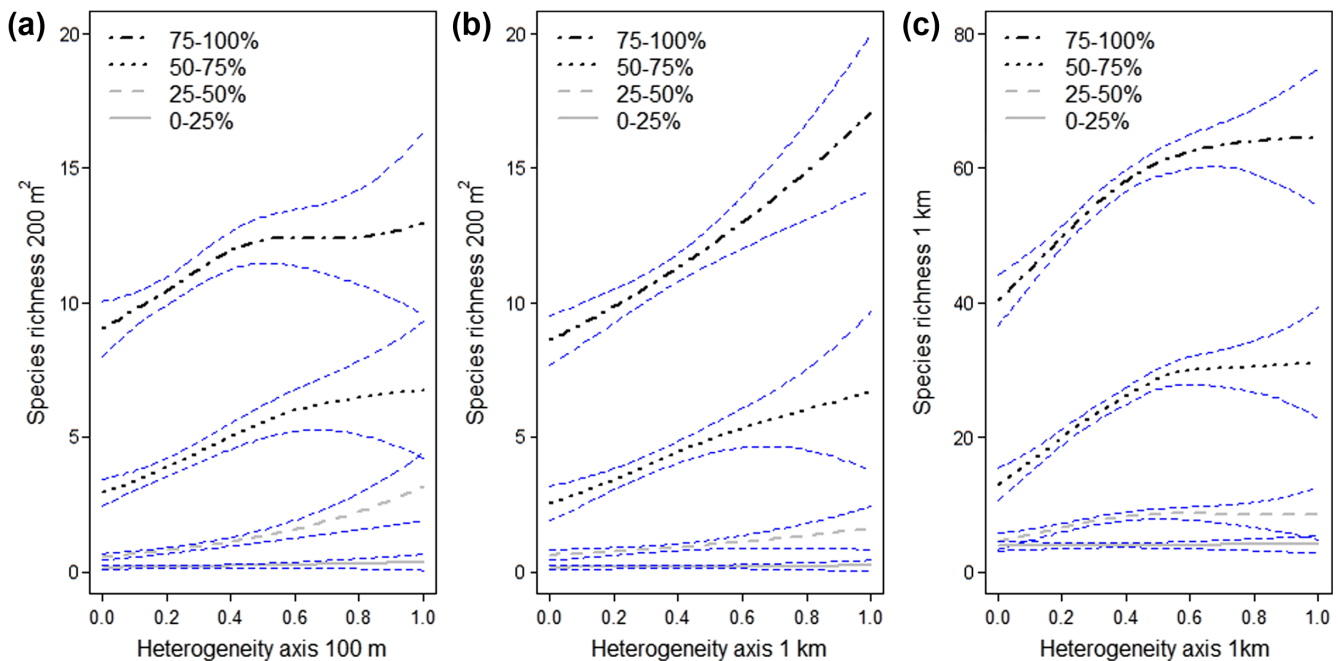 (a)
20
15
10
5
0
75-100%
50-75%
25-50%
0-25%
Species richness 200 m²
0.0 0.2 0.4 0.6 0.8 1.0
Heterogeneity axis 100 m
(b)
20
15
10
5
0
75-100%
50-75%
25-50%
0-25%
Species richness 200 m²
0.0 0.2 0.4 0.6 0.8 1.0
Heterogeneity axis 1 km
(c)
80
60
40
20
0
75-100%
50-75%
25-50%
0-25%
Species richness 1 km
0.0 0.2 0.4 0.6 0.8 1.0
Heterogeneity axis 1km